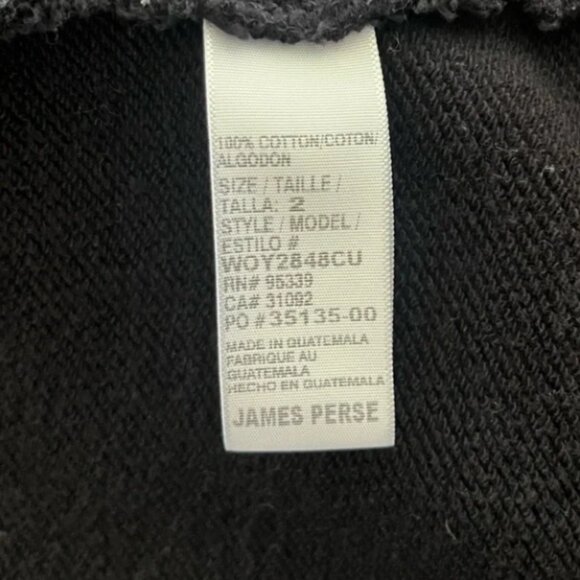 100% COTTON/COTON/
ALGODON
SIZE / TAILLE /
TALLA: 2
STYLE / MODEL /
ESTILO #
WOY2848CU
RN# 95339
CA# 31092
PO #35135-00
MADE IN GUATEMALA
FABRIQUE AU
GUATEMALA
HECHO EN GUATEMALA
JAMES PERSE